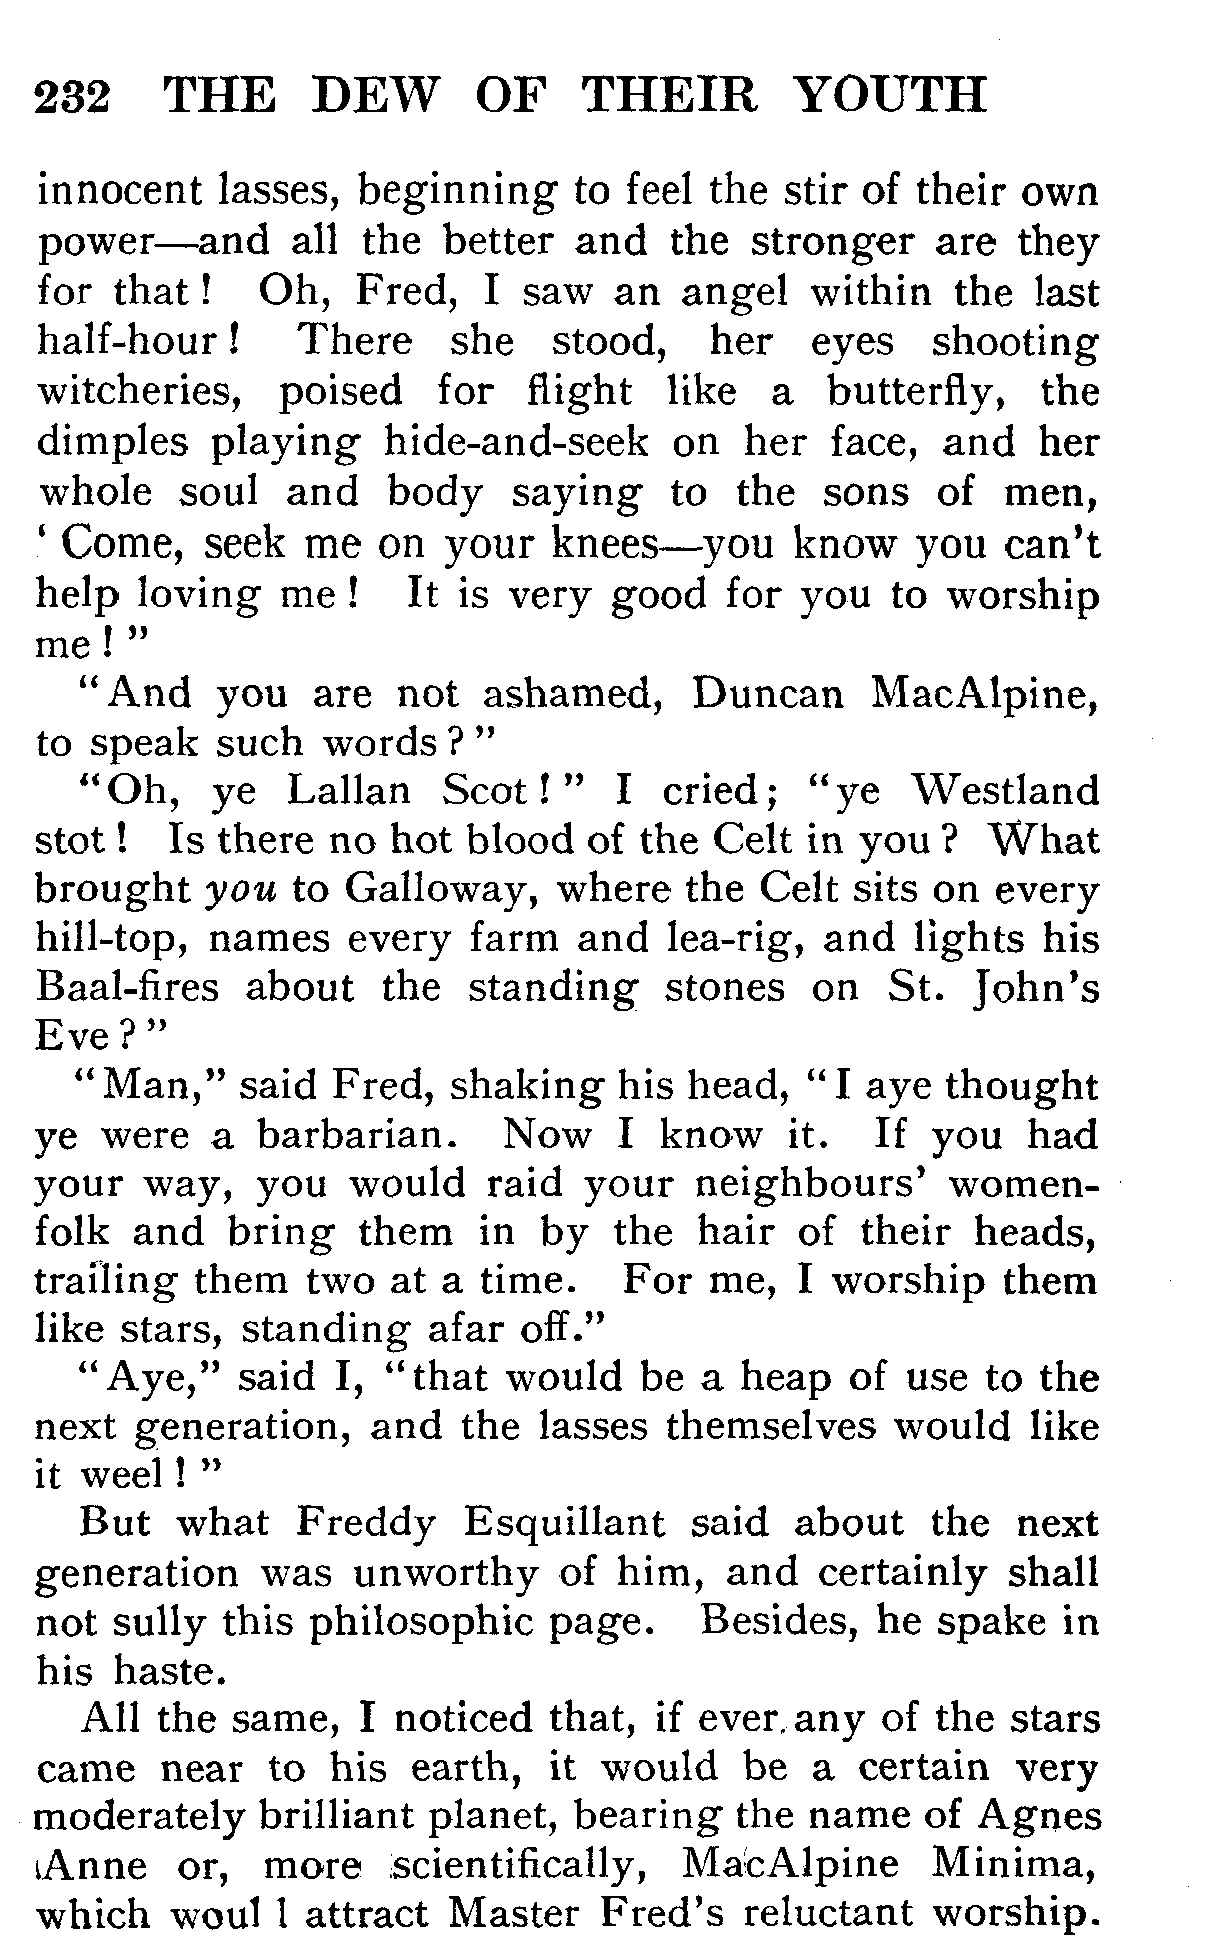 232 THE DEW OF THEIR YOUTH
innocent lasses, beginning to feel the stir of their own
power—and all the better and the stronger are they
for that! Oh, Fred, I saw an angel within the last
half-hour! There she stood, her eyes shooting
witcheries, poised for flight like a butterfly, the
dimples playing hide-and-seek on her face, and her
whole soul and body saying to the sons of men,
‘Come, seek me on your knees—you know you can’t
help loving me! It is very good for you to worship
me!”
“And you are not ashamed, Duncan MacAlpine,
to speak such words?”
“Oh, ye Lallan Scot!” I cried; “ye Westland
stot! Is there no hot blood of the Celt in you? What
brought you to Galloway, where the Celt sits on every
hill-top, names every farm and lea-rig, and lights his
Baal-fires about the standing stones on St. John’s
Eve?”
“Man,” said Fred, shaking his head, “I aye thought
ye were a barbarian. Now I know it. If you had
your way, you would raid your neighbours’ women-
folk and bring them in by the hair of their heads,
trailing them two at a time. For me, I worship them
like stars, standing afar off.”
“Aye,” said I, “that would be a heap of use to the
next generation, and the lasses themselves would like
it weel!”
But what Freddy Esquillant said about the next
generation was unworthy of him, and certainly shall
not sully this philosophic page. Besides, he spake in
his haste.
All the same, I noticed that, if ever any of the stars
came near to his earth, it would be a certain very
moderately brilliant planet, bearing the name of Agnes
Anne or, more scientifically, MacAlpine Minima,
which woul l attract Master Fred’s reluctant worship.